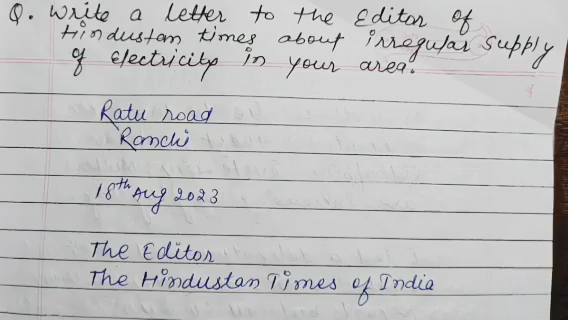 Q. Write a letter to the Editor of
Hindustan times about irregular supply
of electricity in your area.
Ratu road
Ranchi
18th Aug 2023
The Editor
The Hindustan Times of India